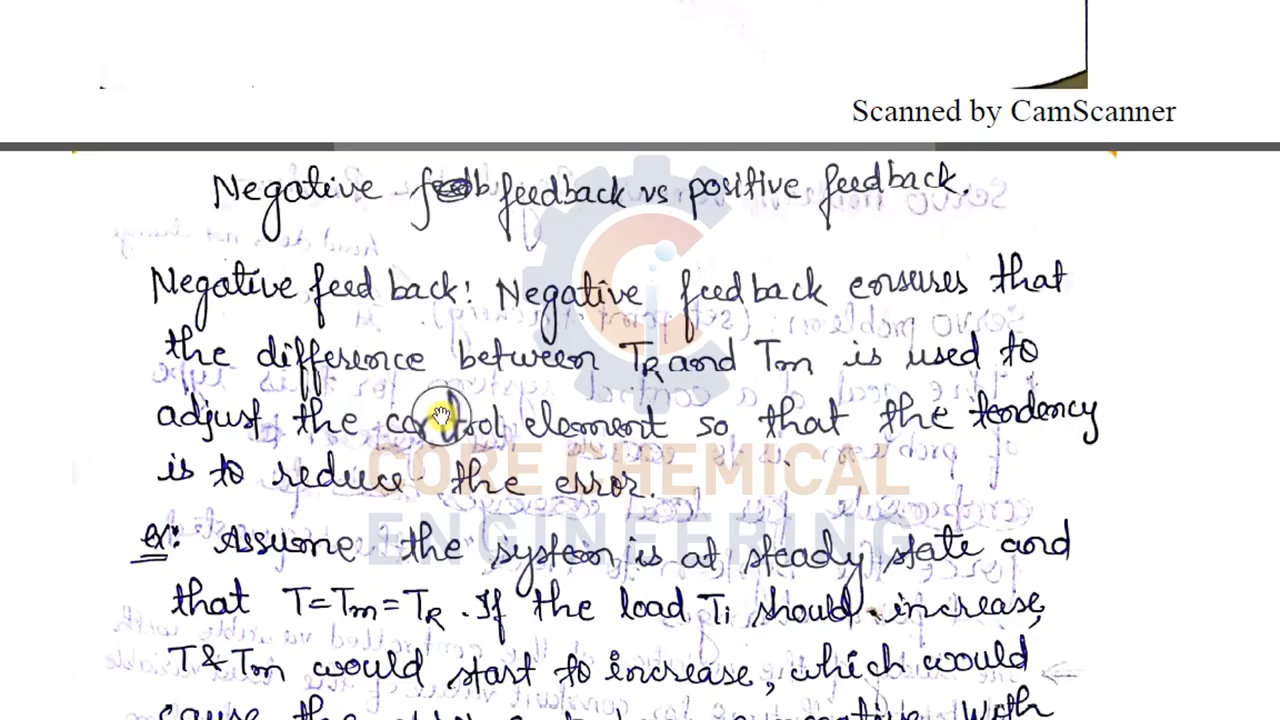 Scanned by CamScanner
Negative feedback vs positive feedback.
Negative feed back: Negative feedback ensures that
the difference between TR and Tm is used to
adjust the control element so that the tendency
is to reduce the error.
CORE CHEMICAL
ENGINEERING
ex: Assume the system is at steady state and
that T=Tm=TR. If the load Ti should increase,
T & Tm would start to increase, which would